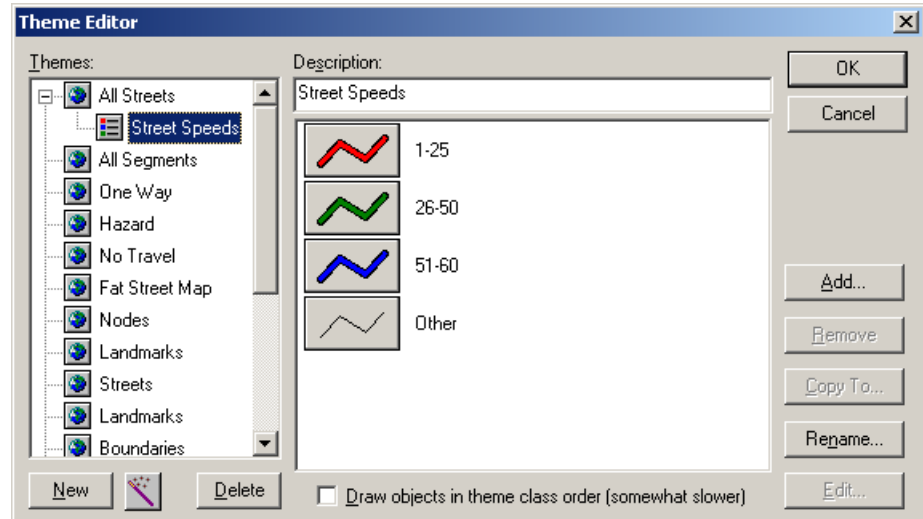 Theme Editor
Themes:
All Streets
Street Speeds
All Segments
One Way
Hazard
No Travel
Fat Street Map
Nodes
Landmarks
Streets
Landmarks
Boundaries
New
Delete
Description:
Street Speeds
1-25
26-50
51-60
Other
Draw objects in theme class order (somewhat slower)
OK
Cancel
Add...
Remove
Copy To...
Rename...
Edit...